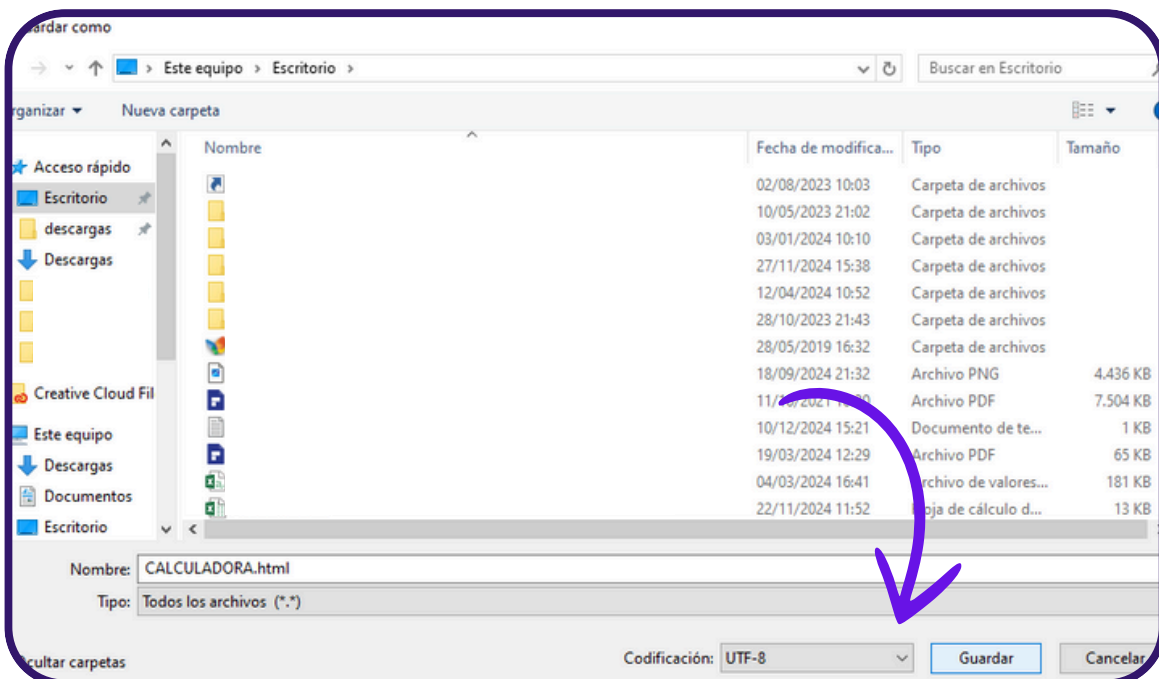 ardar como
Este equipo > Escritorio >
Buscar en Escritorio
rganizar
Nueva carpeta
Nombre
Fecha de modifica...
Tipo
Tamaño
Acceso rápido
Escritorio
descargas
Descargas
Creative Cloud Fil
Este equipo
Descargas
Documentos
Escritorio
02/08/2023 10:03 Carpeta de archivos
10/05/2023 21:02 Carpeta de archivos
03/01/2024 10:10 Carpeta de archivos
27/11/2024 15:38 Carpeta de archivos
12/04/2024 10:52 Carpeta de archivos
28/10/2023 21:43 Carpeta de archivos
28/05/2019 16:32 Carpeta de archivos
18/09/2024 21:32 Archivo PNG 4.436 KB
Archivo PDF 7.504 KB
10/12/2024 15:21 Documento de te... 1 KB
19/03/2024 12:29 Archivo PDF 65 KB
04/03/2024 16:41 rchivo de valores... 181 KB
22/11/2024 11:52 oja de cálculo d... 13 KB
Nombre: CALCULADORA.html
Tipo: Todos los archivos (*.*)
cultar carpetas
Codificación: UTF-8
Guardar
Cancelar